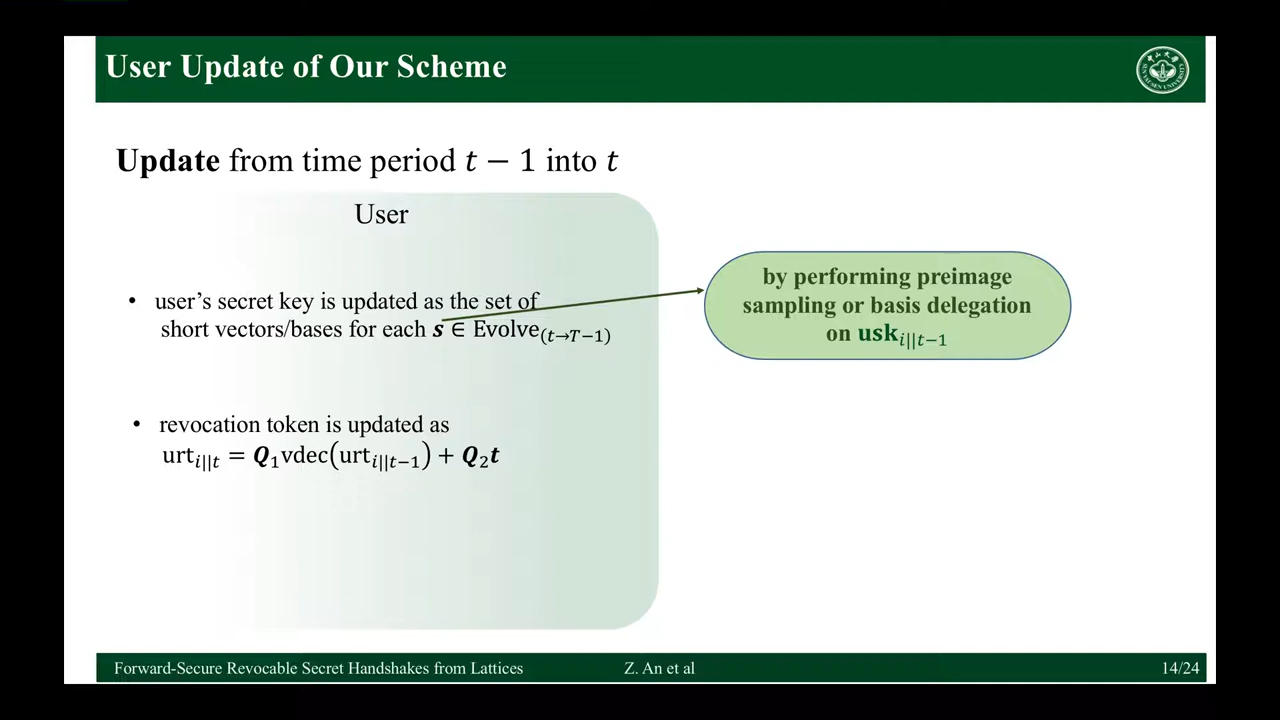 User Update of Our Scheme
Update from time period 𝑡 − 1 into 𝑡
User
• user’s secret key is updated as the set of
short vectors/bases for each 𝒔 ∈ Evolve₍𝑡→𝑇−1₎
by performing preimage
sampling or basis delegation
on usk𝑖||𝑡−1
• revocation token is updated as
urt𝑖||𝑡 = 𝑸₁vdec(urt𝑖||𝑡−1) + 𝑸₂𝒕
Forward-Secure Revocable Secret Handshakes from Lattices
Z. An et al
14/24